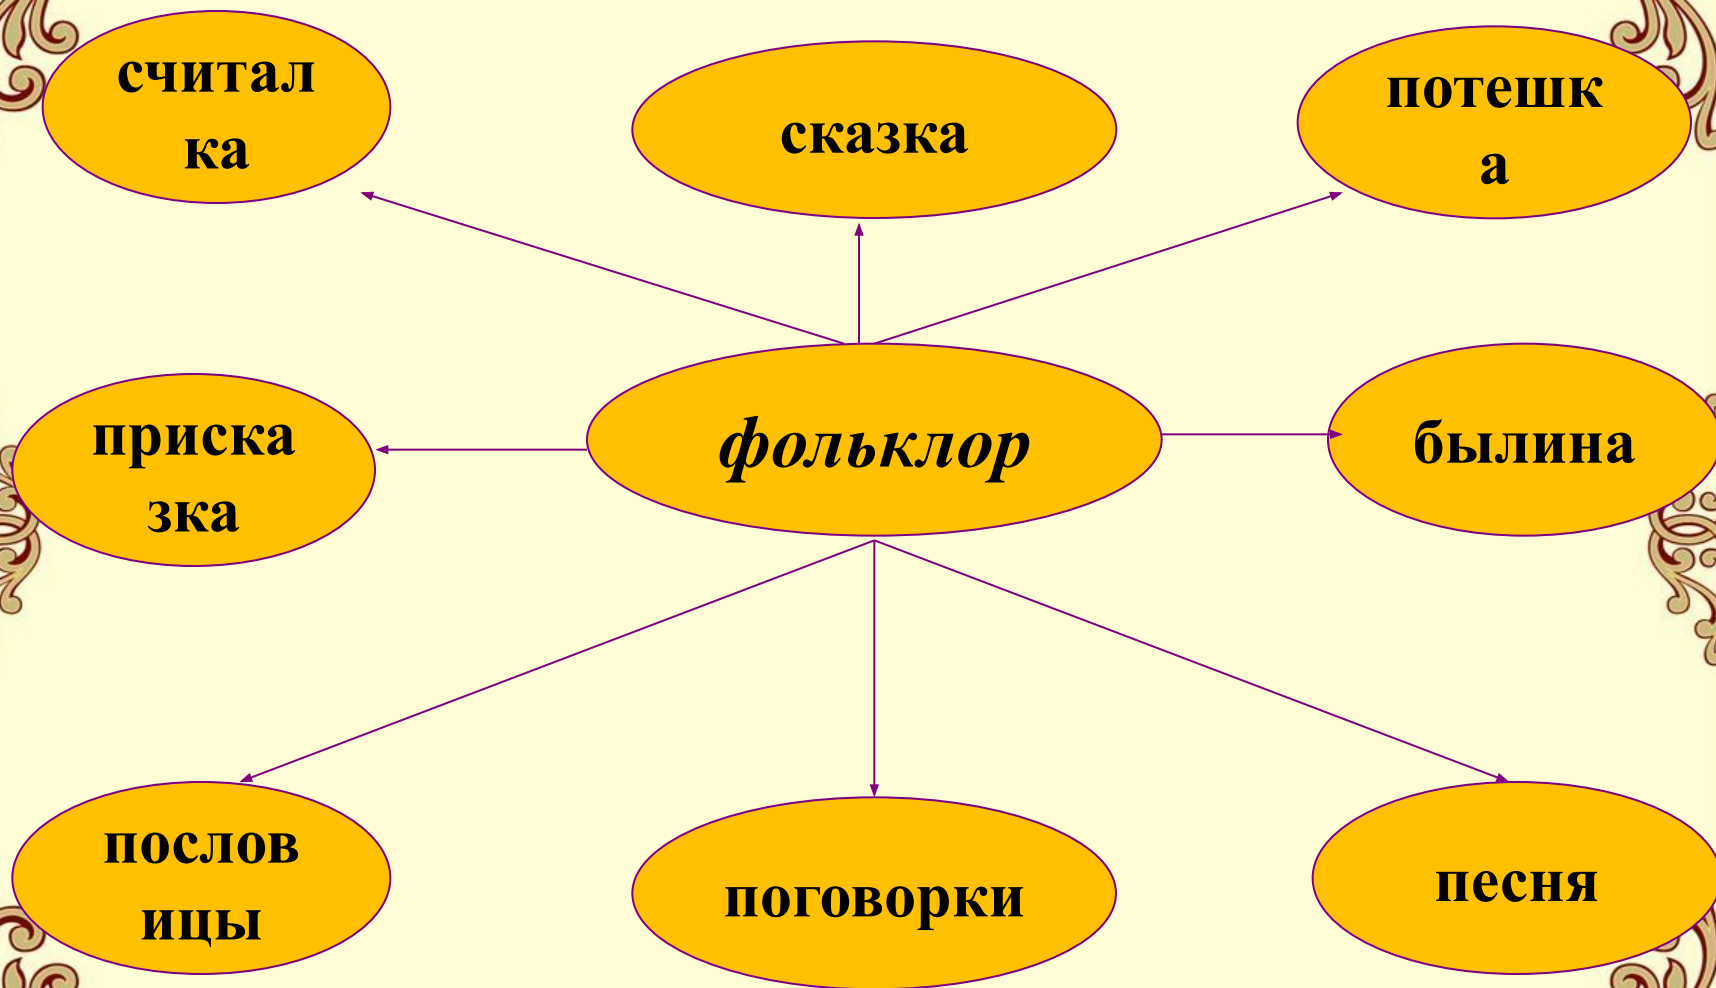 считал
ка
сказка
потешк
а
приска
зка
фольклор
былина
послов
ицы
поговорки
песня